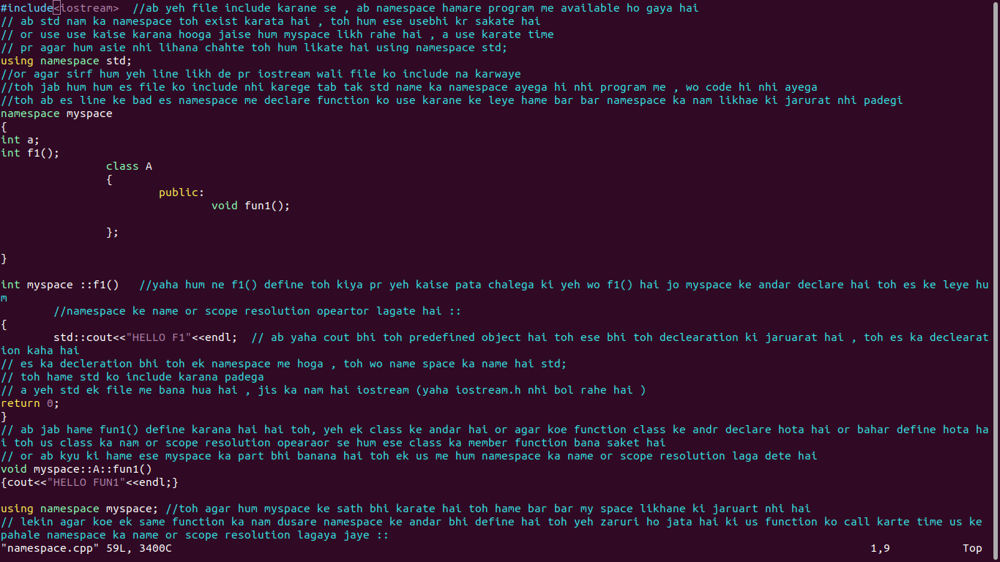 #include<iostream>  //ab yeh file include karane se , ab namespace hamare program me available ho gaya hai
// ab std nam ka namespace toh exist karata hai , toh hum ese usebhi kr sakate hai
// or use use kaise karana hooga jaise hum myspace likh rahe hai , a use karate time
// pr agar hum asie nhi lihana chahte toh hum likate hai using namespace std;
using namespace std;
//or agar sirf hum yeh line likh de pr iostream wali file ko include na karwaye
//toh jab hum hum es file ko include nhi karege tab tak std name ka namespace ayega hi nhi program me , wo code hi nhi ayega
//toh ab es line ke bad es namespace me declare function ko use karane ke leye hame bar bar namespace ka nam likhae ki jarurat nhi padegi
namespace myspace
{
int a;
int f1();
                class A
                {
                        public:
                                void fun1();

                };

}

int myspace ::f1()   //yaha hum ne f1() define toh kiya pr yeh kaise pata chalega ki yeh wo f1() hai jo myspace ke andar declare hai toh es ke leye hu
m
        //namespace ke name or scope resolution opeartor lagate hai ::
{
        std::cout<<"HELLO F1"<<endl;  // ab yaha cout bhi toh predefined object hai toh ese bhi toh declearation ki jaruarat hai , toh es ka declearat
ion kaha hai
// es ka decleration bhi toh ek namespace me hoga , toh wo name space ka name hai std;
// toh hame std ko include karana padega
// a yeh std ek file me bana hua hai , jis ka nam hai iostream (yaha iostream.h nhi bol rahe hai )
return 0;
}
// ab jab hame fun1() define karana hai hai toh, yeh ek class ke andar hai or agar koe function class ke andr declare hota hai or bahar define hota ha
i toh us class ka nam or scope resolution opearaor se hum ese class ka member function bana saket hai
// or ab kyu ki hame ese myspace ka part bhi banana hai toh ek us me hum namespace ka name or scope resolution laga dete hai
void myspace::A::fun1()
{cout<<"HELLO FUN1"<<endl;}

using namespace myspace; //toh agar hum myspace ke sath bhi karate hai toh hame bar bar my space likhane ki jaruart nhi hai
// lekin agar koe ek same function ka nam dusare namespace ke andar bhi define hai toh yeh zaruri ho jata hai ki us function ko call karte time us ke
pahale namespace ka name or scope resolution lagaya jaye ::
"namespace.cpp" 59L, 3400C 1,9 Top